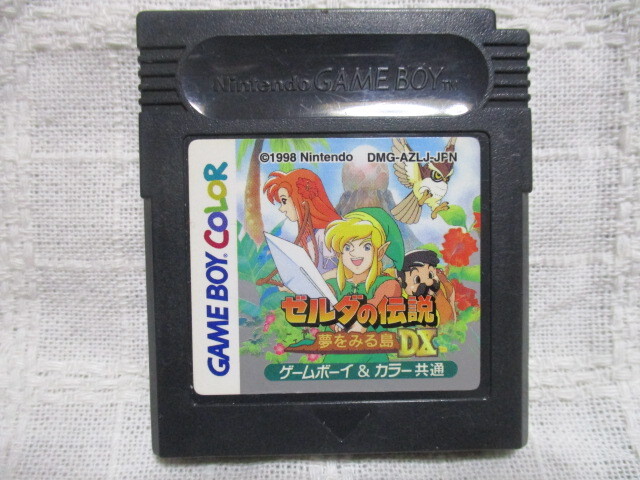 Nintendo GAME BOY TM
©1998 Nintendo DMG-AZLJ-JPN
GAME BOY COLOR
ゼルダの伝説
夢をみる島 DX
ゲームボーイ & カラー共通